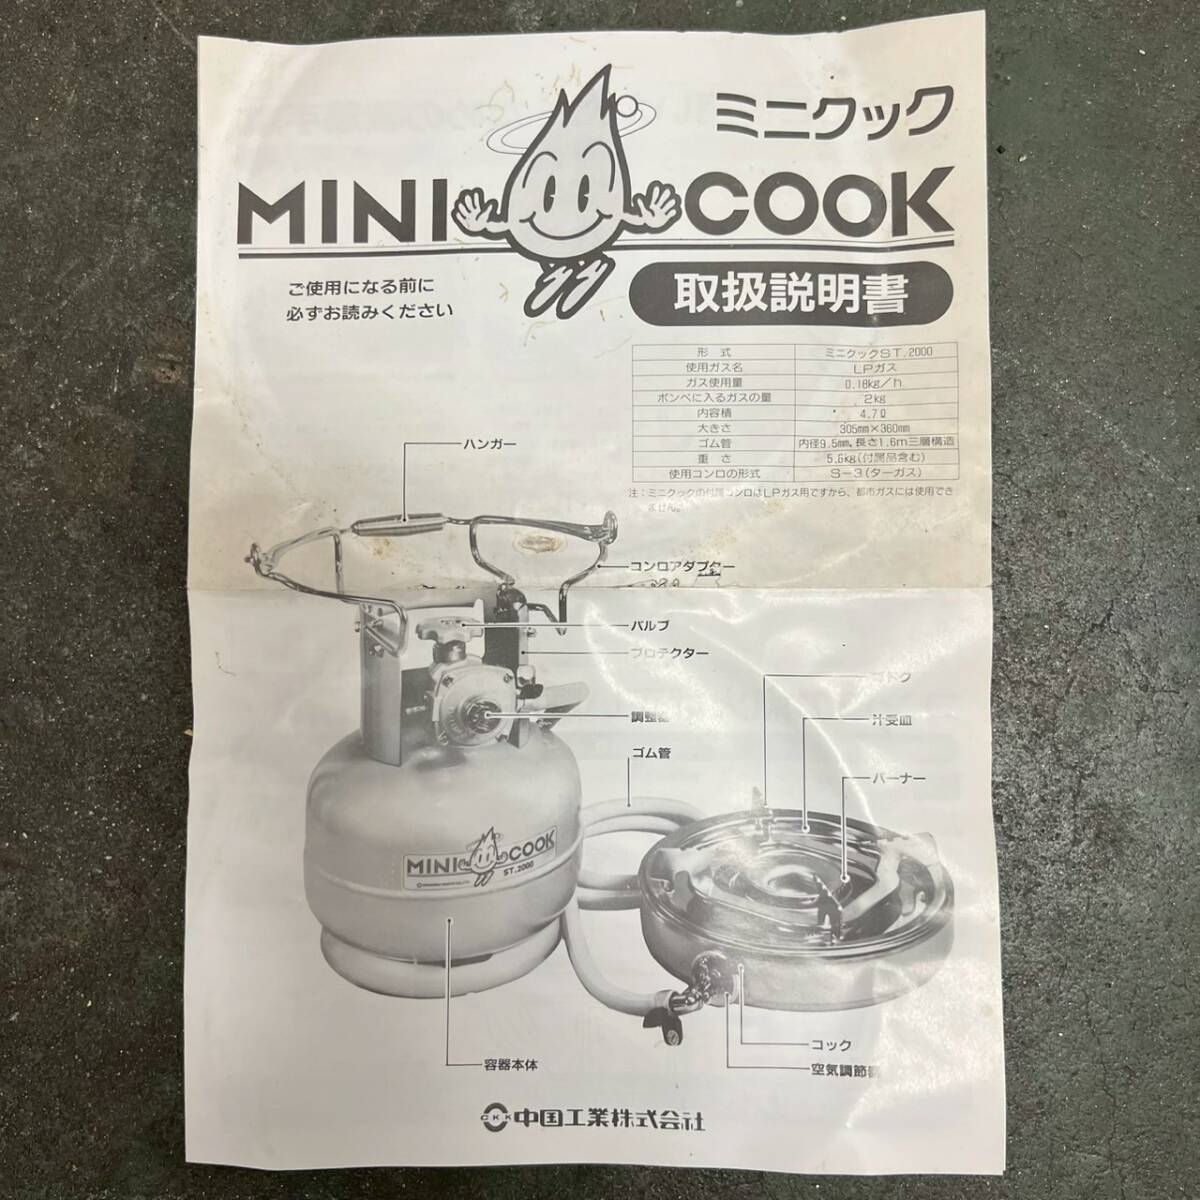 ミニクック
MINI COOK
ご使用になる前に
必ずお読みください
取扱説明書
形式 ミニクックST.2000
使用ガス名 LPガス
ガス使用量 0.18kg/h
ボンベに入るガスの量 2kg
内容積 4.7ℓ
大きさ 305mm×360mm
ゴム管 内径9.5mm,長さ1.6m三層構造
重さ 5.6kg(付属品含む)
使用コンロの形式 S-3(ターガス)
注:ミニクックの付属コンロはLPガス用ですから、都市ガスには使用でき
ません。
ハンガー
コンロアダプター
バルブ
プロテクター
調整器
ゴム管
ゴトク
汁受皿
バーナー
MINI COOK
ST.2000
コック
空気調節器
容器本体
CKK 中国工業株式会社